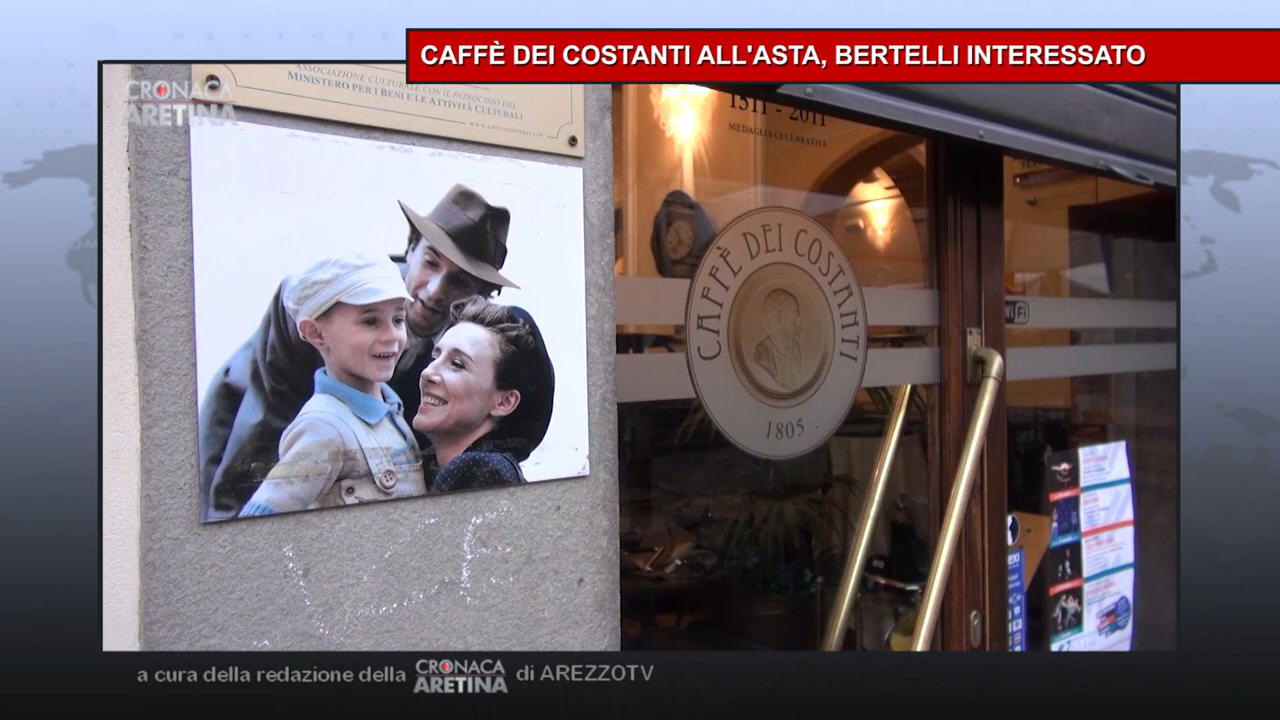 CAFFÈ DEI COSTANTI ALL'ASTA, BERTELLI INTERESSATO
CRONACA
ARETINA
ASSOCIAZIONE CULTURALE CON IL PATROCINIO DEL
MINISTERO PER I BENI E LE ATTIVITÀ CULTURALI
1511 - 2011
MEDAGLIA CELEBRATIVA
CAFFÈ DEI COSTANTI
1805
WiFi
a cura della redazione della CRONACA ARETINA di AREZZOTV